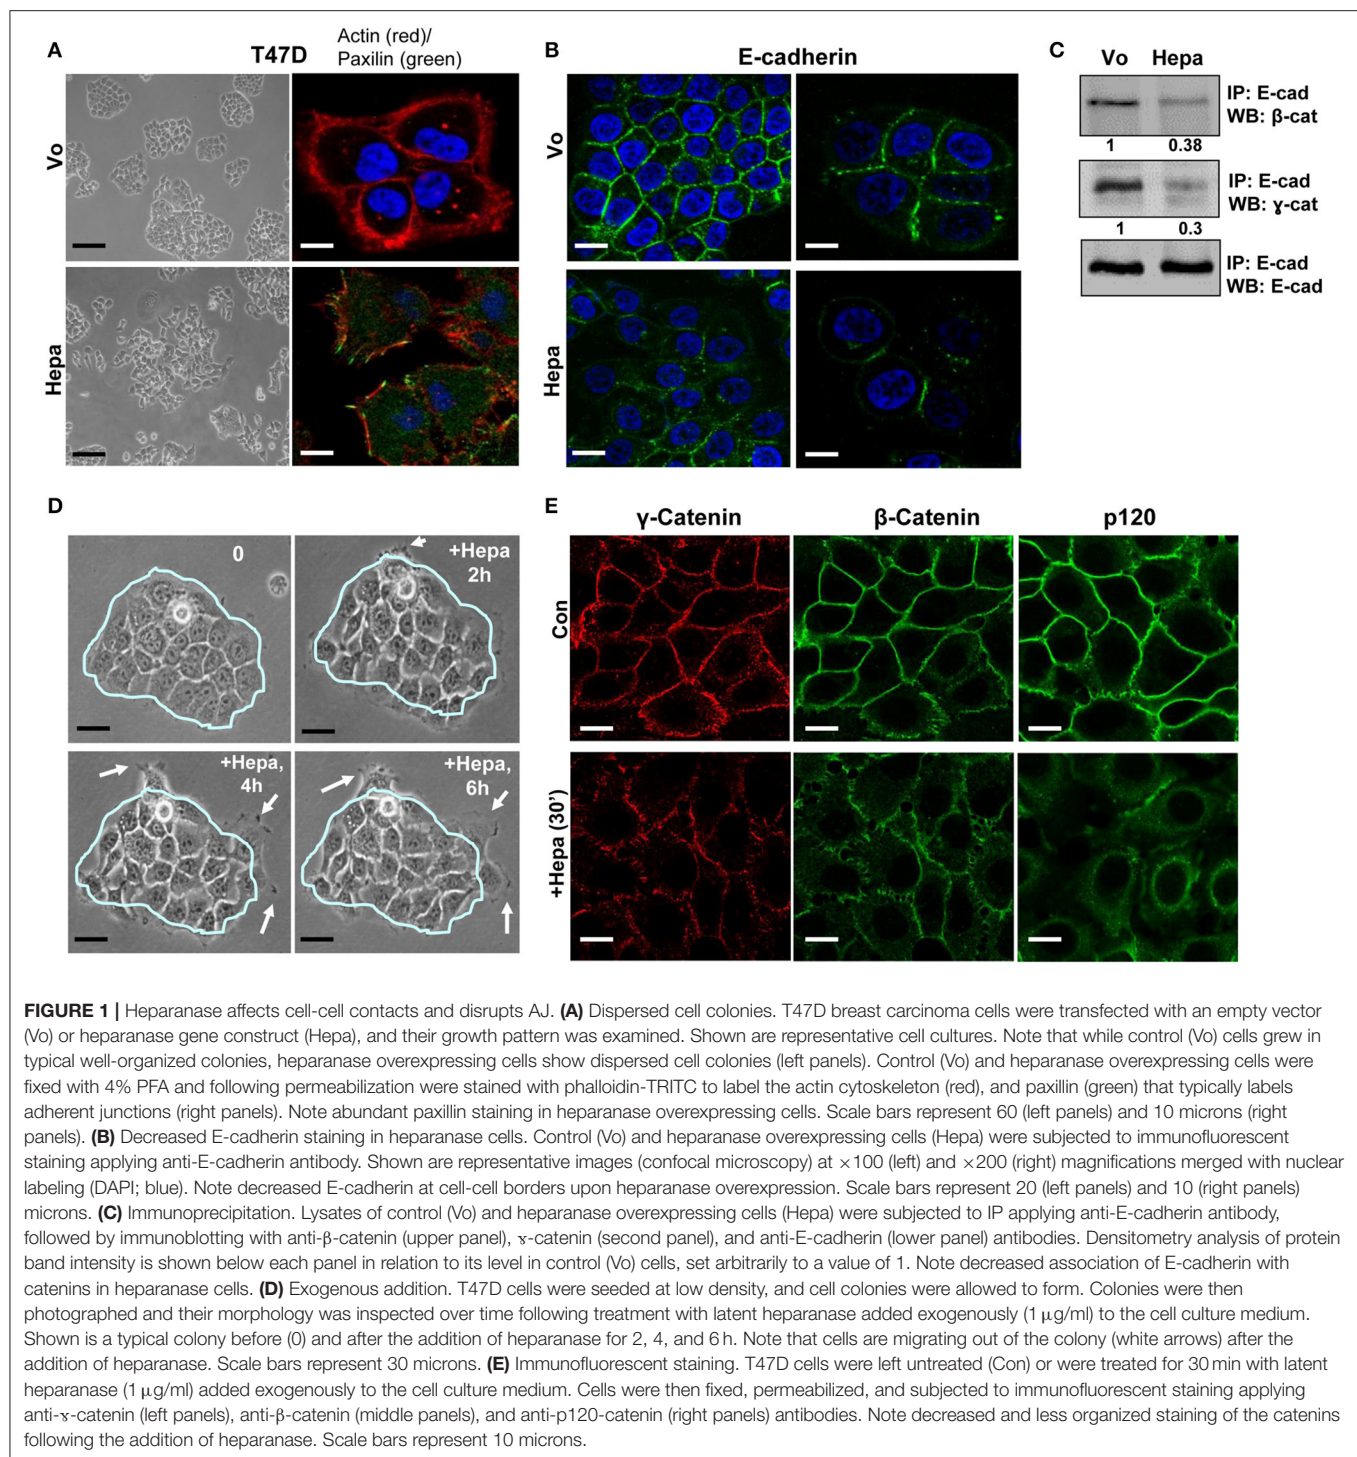 A
T47D
Actin (red)/
Paxilin (green)
Vo
Hepa
B
E-cadherin
Vo
Hepa
C
Vo Hepa
IP: E-cad
WB: β-cat
1 0.38
IP: E-cad
WB: ɣ-cat
1 0.3
IP: E-cad
WB: E-cad
D
0
+Hepa
2h
+Hepa,
4h
+Hepa,
6h
E
γ-Catenin β-Catenin p120
Con
+Hepa (30')
FIGURE 1 | Heparanase affects cell-cell contacts and disrupts AJ. (A) Dispersed cell colonies. T47D breast carcinoma cells were transfected with an empty vector
(Vo) or heparanase gene construct (Hepa), and their growth pattern was examined. Shown are representative cell cultures. Note that while control (Vo) cells grew in
typical well-organized colonies, heparanase overexpressing cells show dispersed cell colonies (left panels). Control (Vo) and heparanase overexpressing cells were
fixed with 4% PFA and following permeabilization were stained with phalloidin-TRITC to label the actin cytoskeleton (red), and paxillin (green) that typically labels
adherent junctions (right panels). Note abundant paxillin staining in heparanase overexpressing cells. Scale bars represent 60 (left panels) and 10 microns (right
panels). (B) Decreased E-cadherin staining in heparanase cells. Control (Vo) and heparanase overexpressing cells (Hepa) were subjected to immunofluorescent
staining applying anti-E-cadherin antibody. Shown are representative images (confocal microscopy) at ×100 (left) and ×200 (right) magnifications merged with nuclear
labeling (DAPI; blue). Note decreased E-cadherin at cell-cell borders upon heparanase overexpression. Scale bars represent 20 (left panels) and 10 (right panels)
microns. (C) Immunoprecipitation. Lysates of control (Vo) and heparanase overexpressing cells (Hepa) were subjected to IP applying anti-E-cadherin antibody,
followed by immunoblotting with anti-β-catenin (upper panel), ɤ-catenin (second panel), and anti-E-cadherin (lower panel) antibodies. Densitometry analysis of protein
band intensity is shown below each panel in relation to its level in control (Vo) cells, set arbitrarily to a value of 1. Note decreased association of E-cadherin with
catenins in heparanase cells. (D) Exogenous addition. T47D cells were seeded at low density, and cell colonies were allowed to form. Colonies were then
photographed and their morphology was inspected over time following treatment with latent heparanase added exogenously (1 μg/ml) to the cell culture medium.
Shown is a typical colony before (0) and after the addition of heparanase for 2, 4, and 6 h. Note that cells are migrating out of the colony (white arrows) after the
addition of heparanase. Scale bars represent 30 microns. (E) Immunofluorescent staining. T47D cells were left untreated (Con) or were treated for 30 min with latent
heparanase (1 μg/ml) added exogenously to the cell culture medium. Cells were then fixed, permeabilized, and subjected to immunofluorescent staining applying
anti-ɤ-catenin (left panels), anti-β-catenin (middle panels), and anti-p120-catenin (right panels) antibodies. Note decreased and less organized staining of the catenins
following the addition of heparanase. Scale bars represent 10 microns.